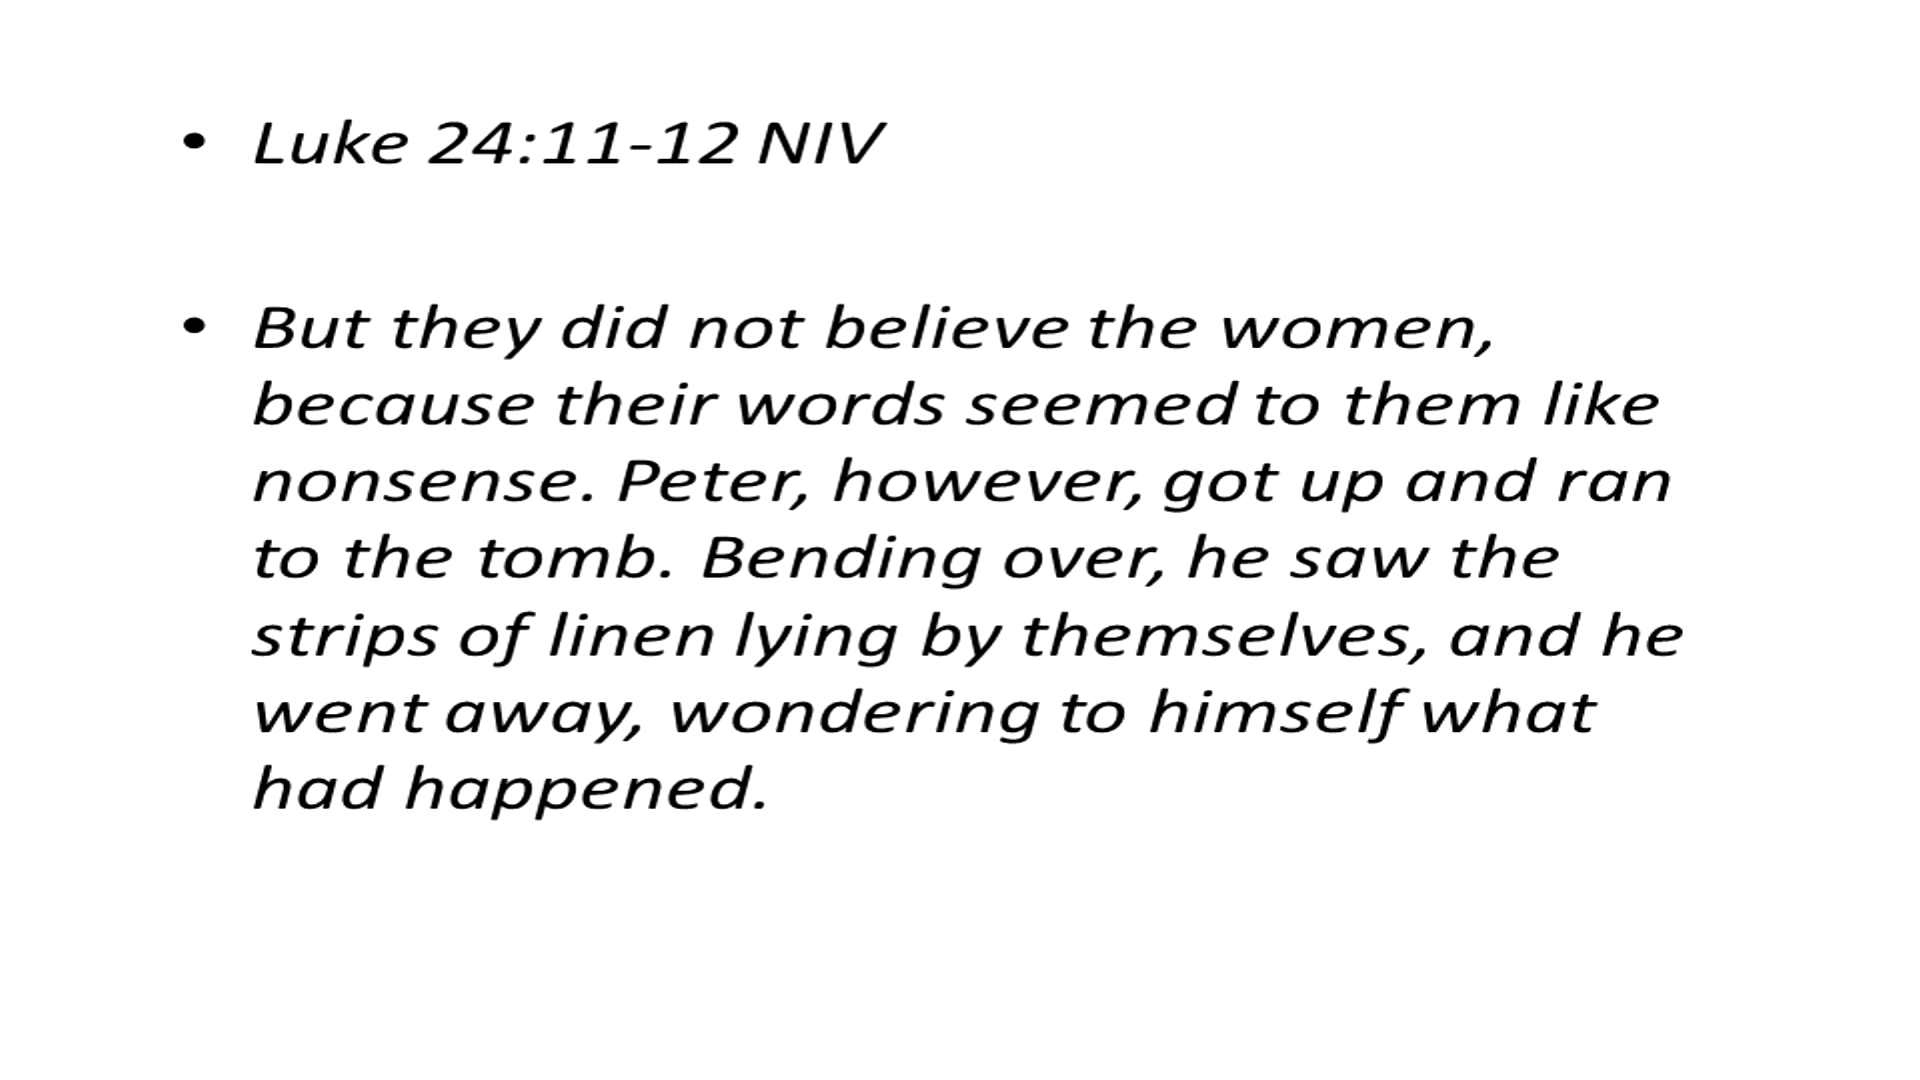 • Luke 24:11-12 NIV
• But they did not believe the women,
because their words seemed to them like
nonsense. Peter, however, got up and ran
to the tomb. Bending over, he saw the
strips of linen lying by themselves, and he
went away, wondering to himself what
had happened.